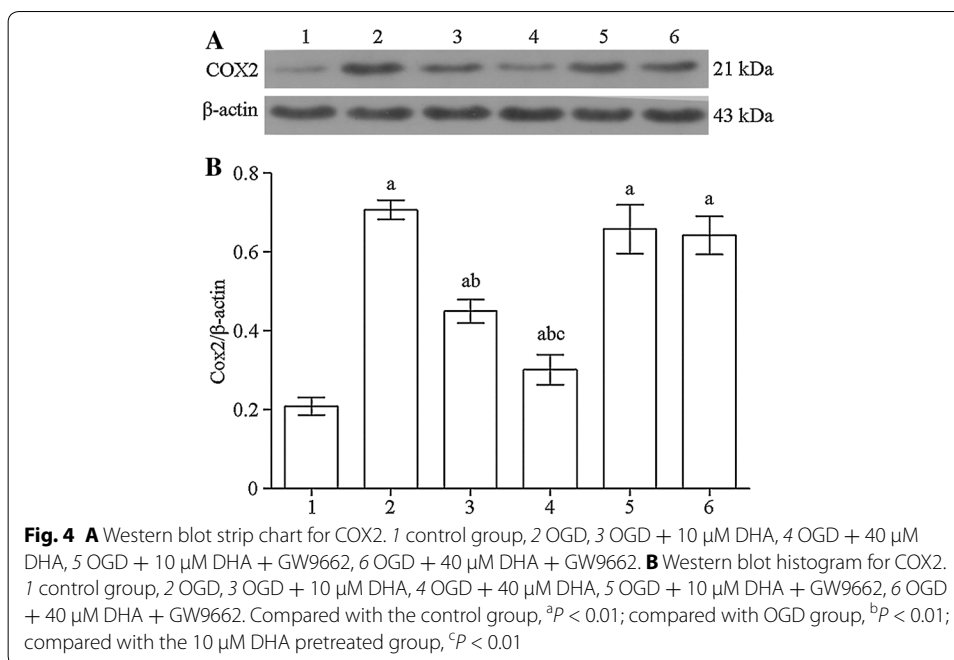 A
1 2 3 4 5 6
COX2 21 kDa
β-actin 43 kDa
B
0.8
0.6
0.4
0.2
0
Cox2/β-actin
a
ab
abc
a
a
1 2 3 4 5 6
Fig. 4 A Western blot strip chart for COX2. 1 control group, 2 OGD, 3 OGD + 10 μM DHA, 4 OGD + 40 μM
DHA, 5 OGD + 10 μM DHA + GW9662, 6 OGD + 40 μM DHA + GW9662. B Western blot histogram for COX2.
1 control group, 2 OGD, 3 OGD + 10 μM DHA, 4 OGD + 40 μM DHA, 5 OGD + 10 μM DHA + GW9662, 6 OGD
+ 40 μM DHA + GW9662. Compared with the control group, ᵃP < 0.01; compared with OGD group, ᵇP < 0.01;
compared with the 10 μM DHA pretreated group, ᶜP < 0.01